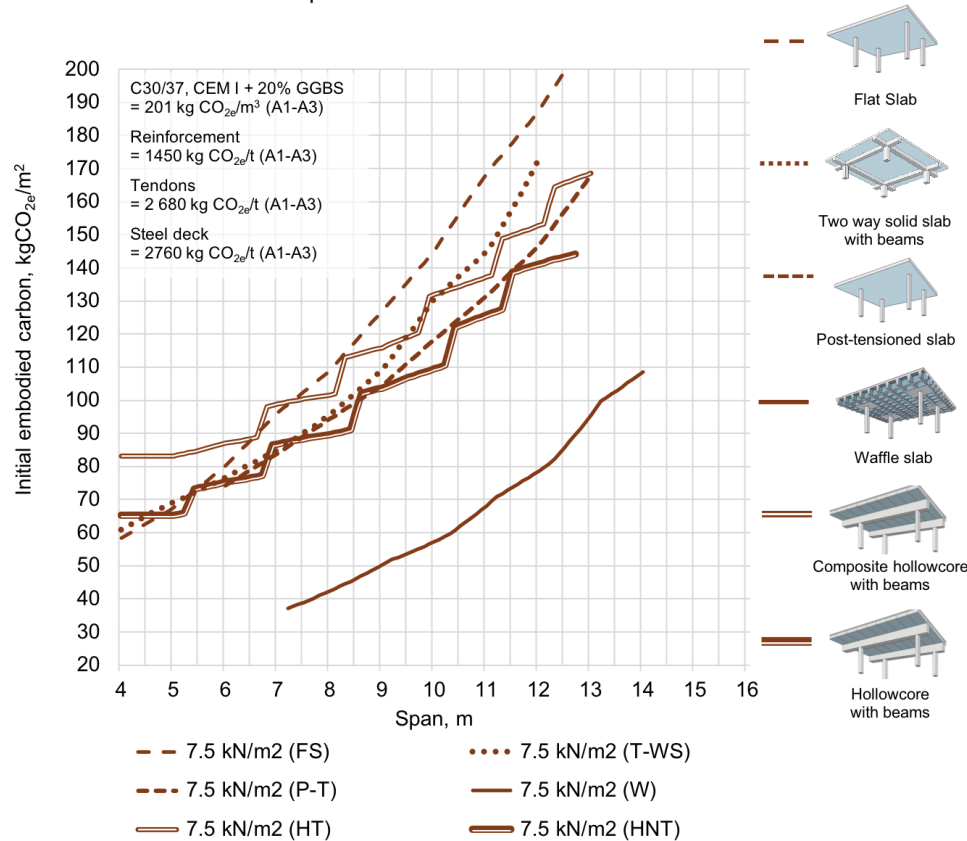 200
190
180
170
160
150
140
130
120
110
100
90
80
70
60
50
40
30
20
Initial embodied carbon, kgCO2e/m2
C30/37, CEM I + 20% GGBS
= 201 kg CO2e/m3 (A1-A3)
Reinforcement
= 1450 kg CO2e/t (A1-A3)
Tendons
= 2 680 kg CO2e/t (A1-A3)
Steel deck
= 2760 kg CO2e/t (A1-A3)
4 5 6 7 8 9 10 11 12 13 14 15 16
Span, m
Flat Slab
Two way solid slab
with beams
Post-tensioned slab
Waffle slab
Composite hollowcore
with beams
Hollowcore
with beams
7.5 kN/m2 (FS)
7.5 kN/m2 (T-WS)
7.5 kN/m2 (P-T)
7.5 kN/m2 (W)
7.5 kN/m2 (HT)
7.5 kN/m2 (HNT)